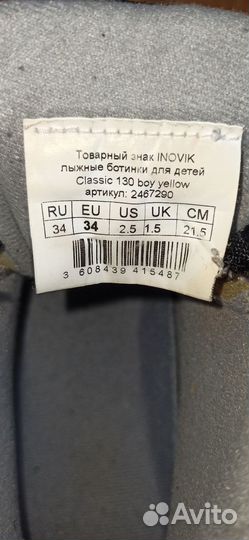 Товарный знак INOVIK
лыжные ботинки для детей
Classic 130 boy yellow
артикул: 2467290
RU EU US UK CM
34 34 2.5 1.5 21.5
3 608439 415487
Avito